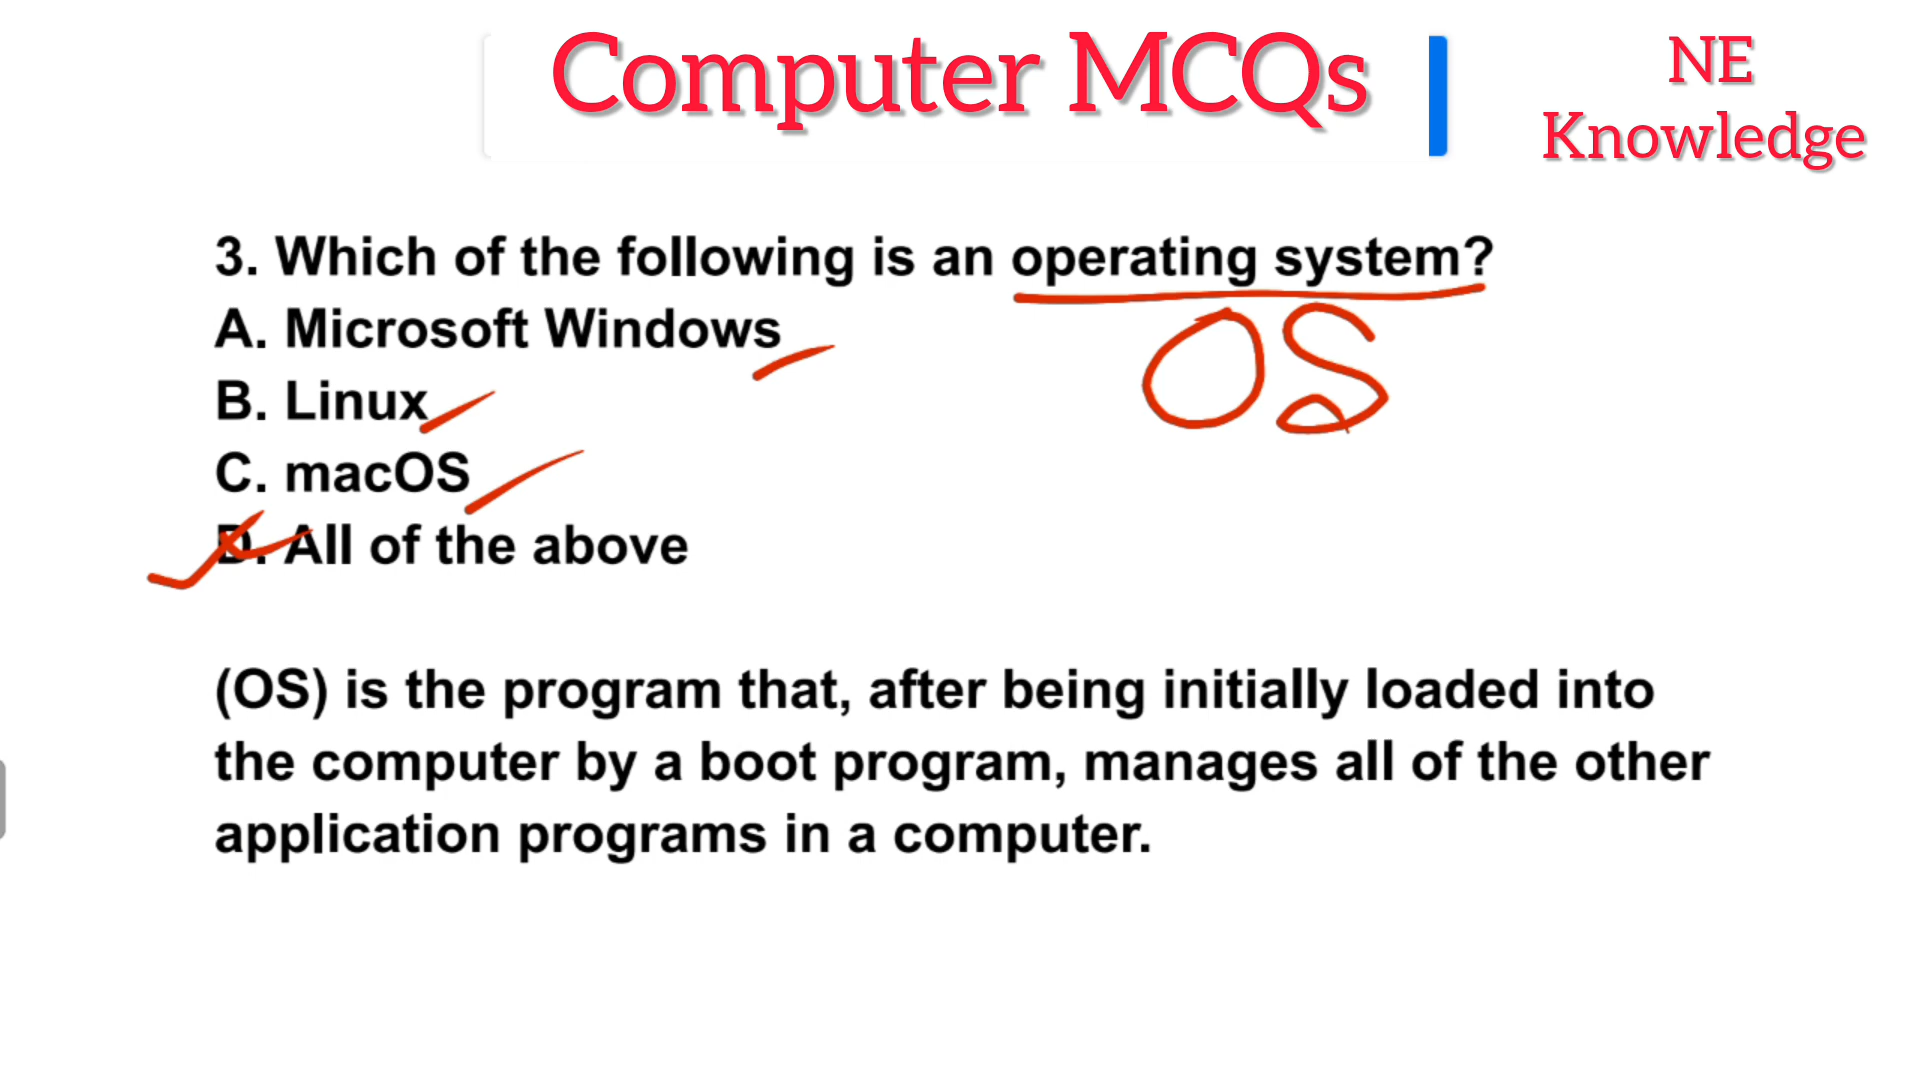 Computer MCQs
NE
Knowledge
3. Which of the following is an operating system?
OS
A. Microsoft Windows
B. Linux
C. macOS
D. All of the above
(OS) is the program that, after being initially loaded into
the computer by a boot program, manages all of the other
application programs in a computer.